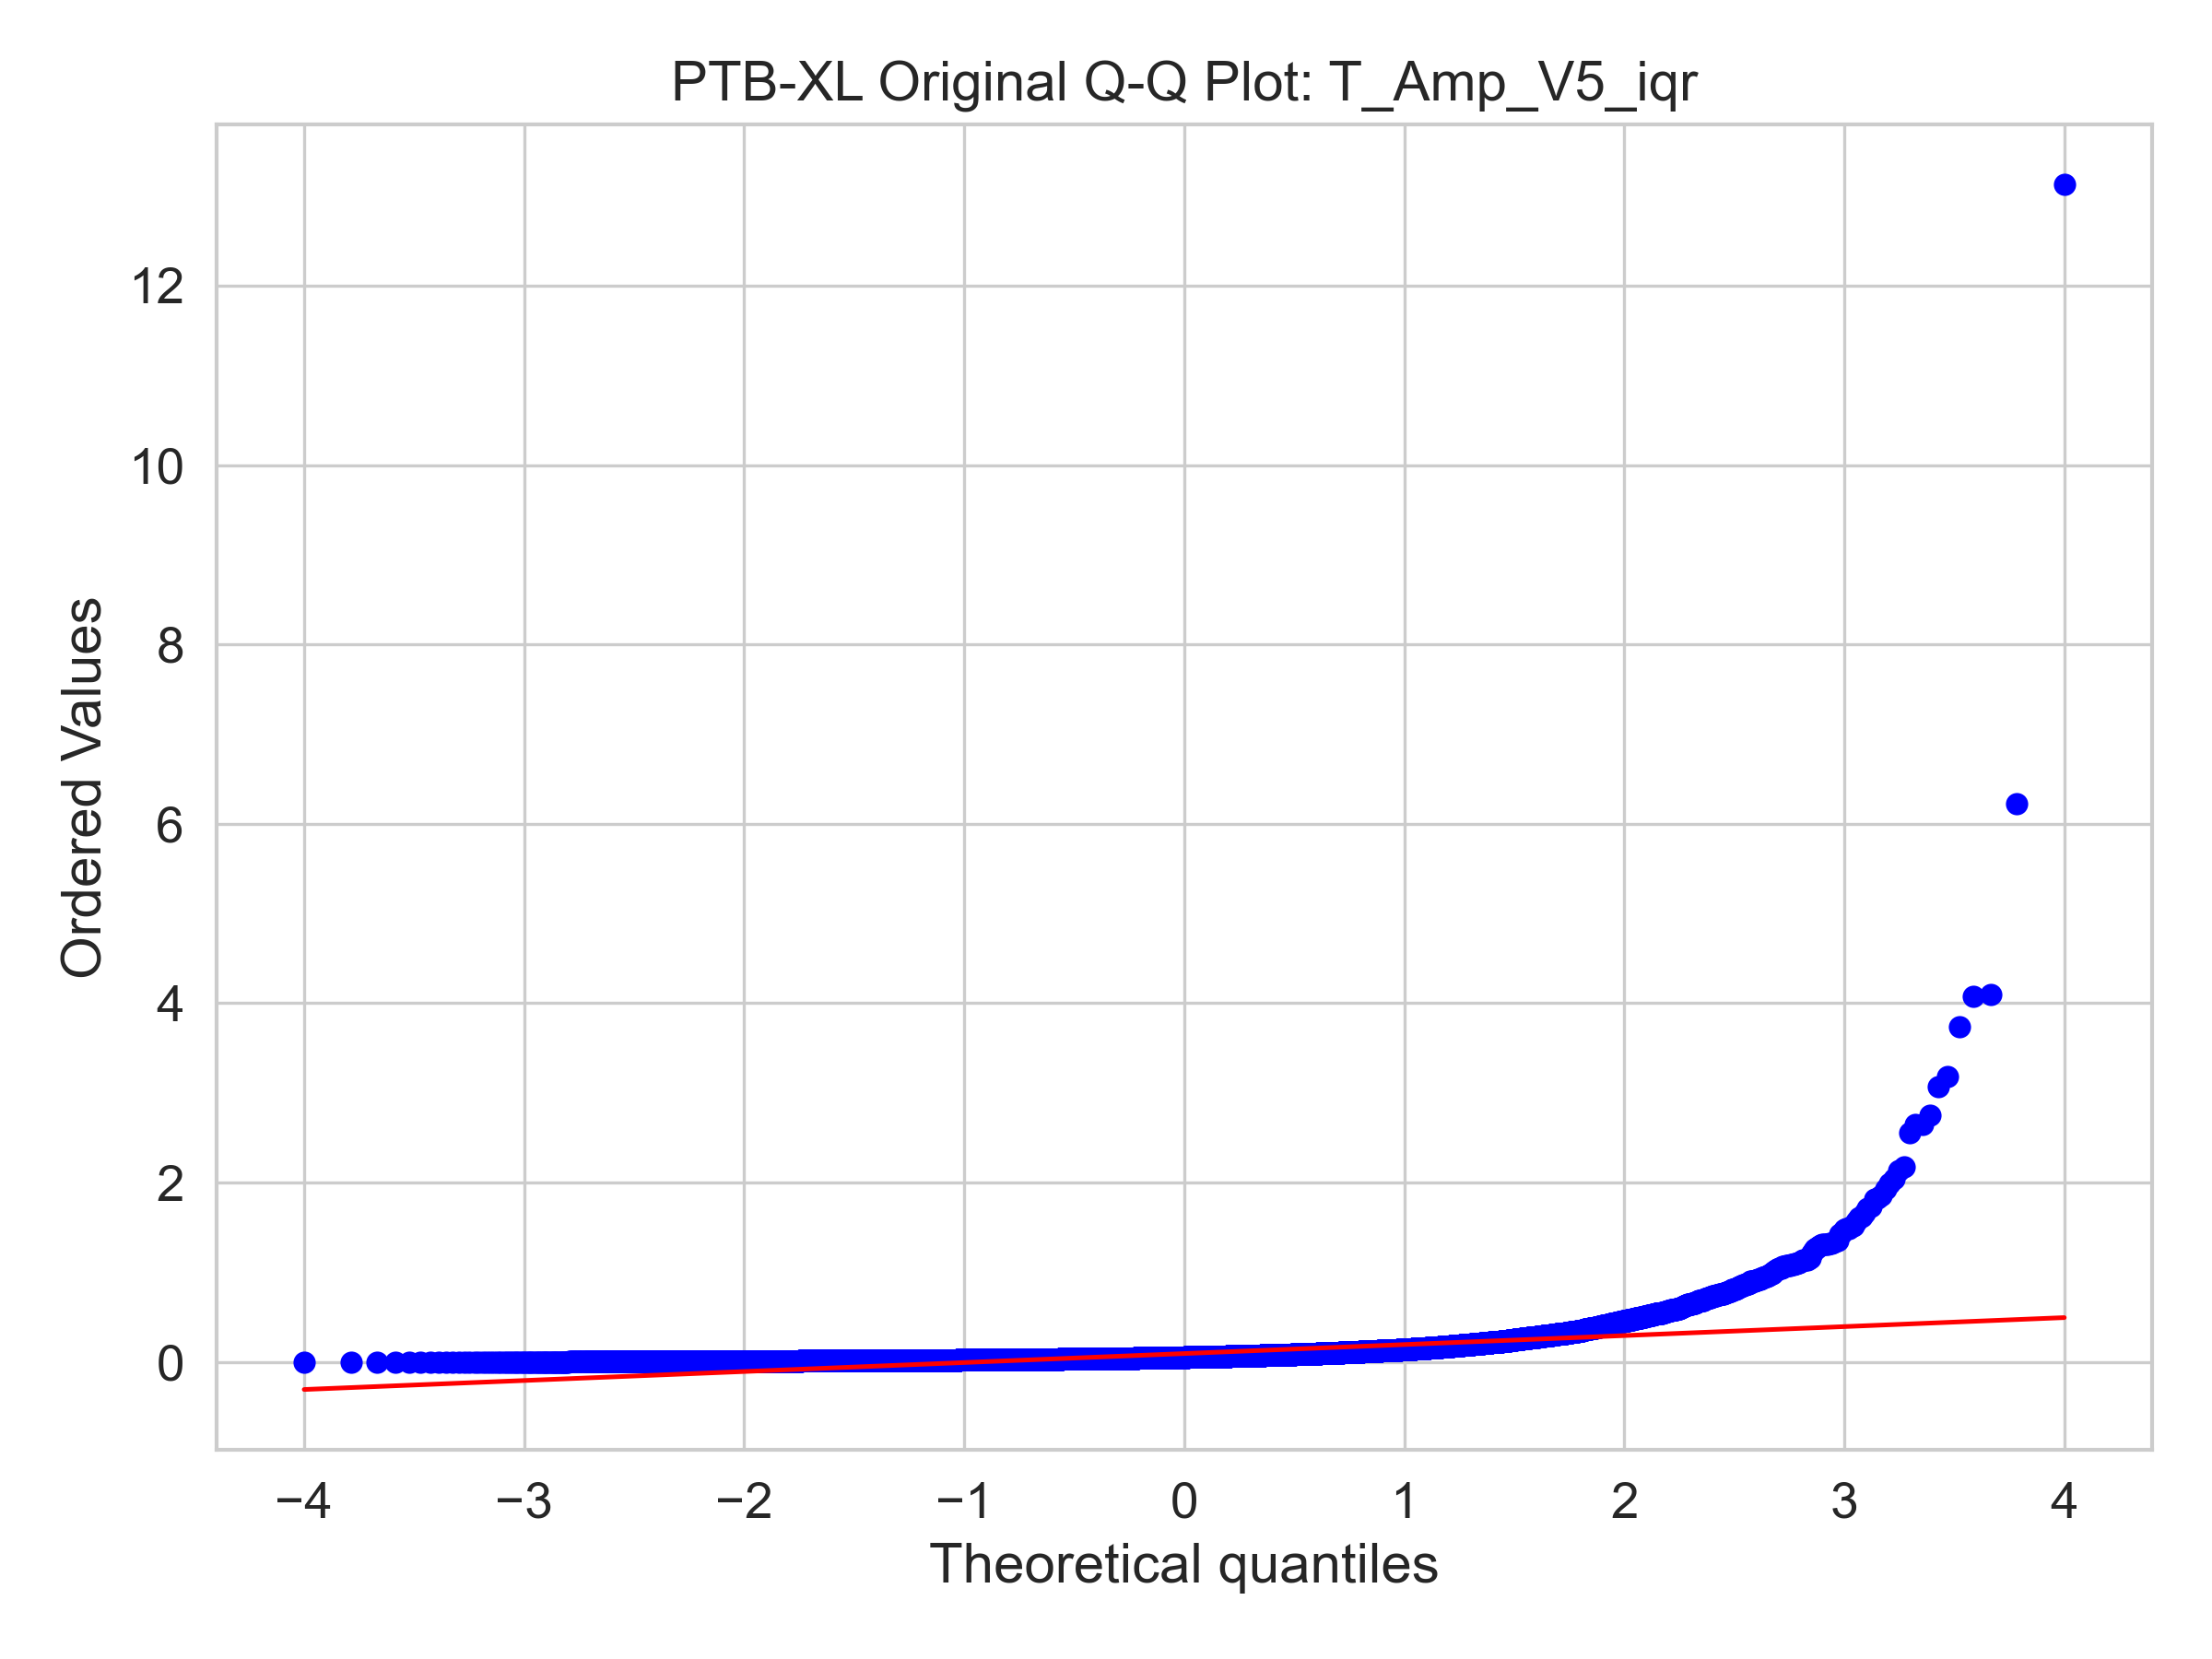 PTB-XL Original Q-Q Plot: T_Amp_V5_iqr
12
10
8
6
4
2
0
Ordered Values
−4 −3 −2 −1 0 1 2 3 4
Theoretical quantiles